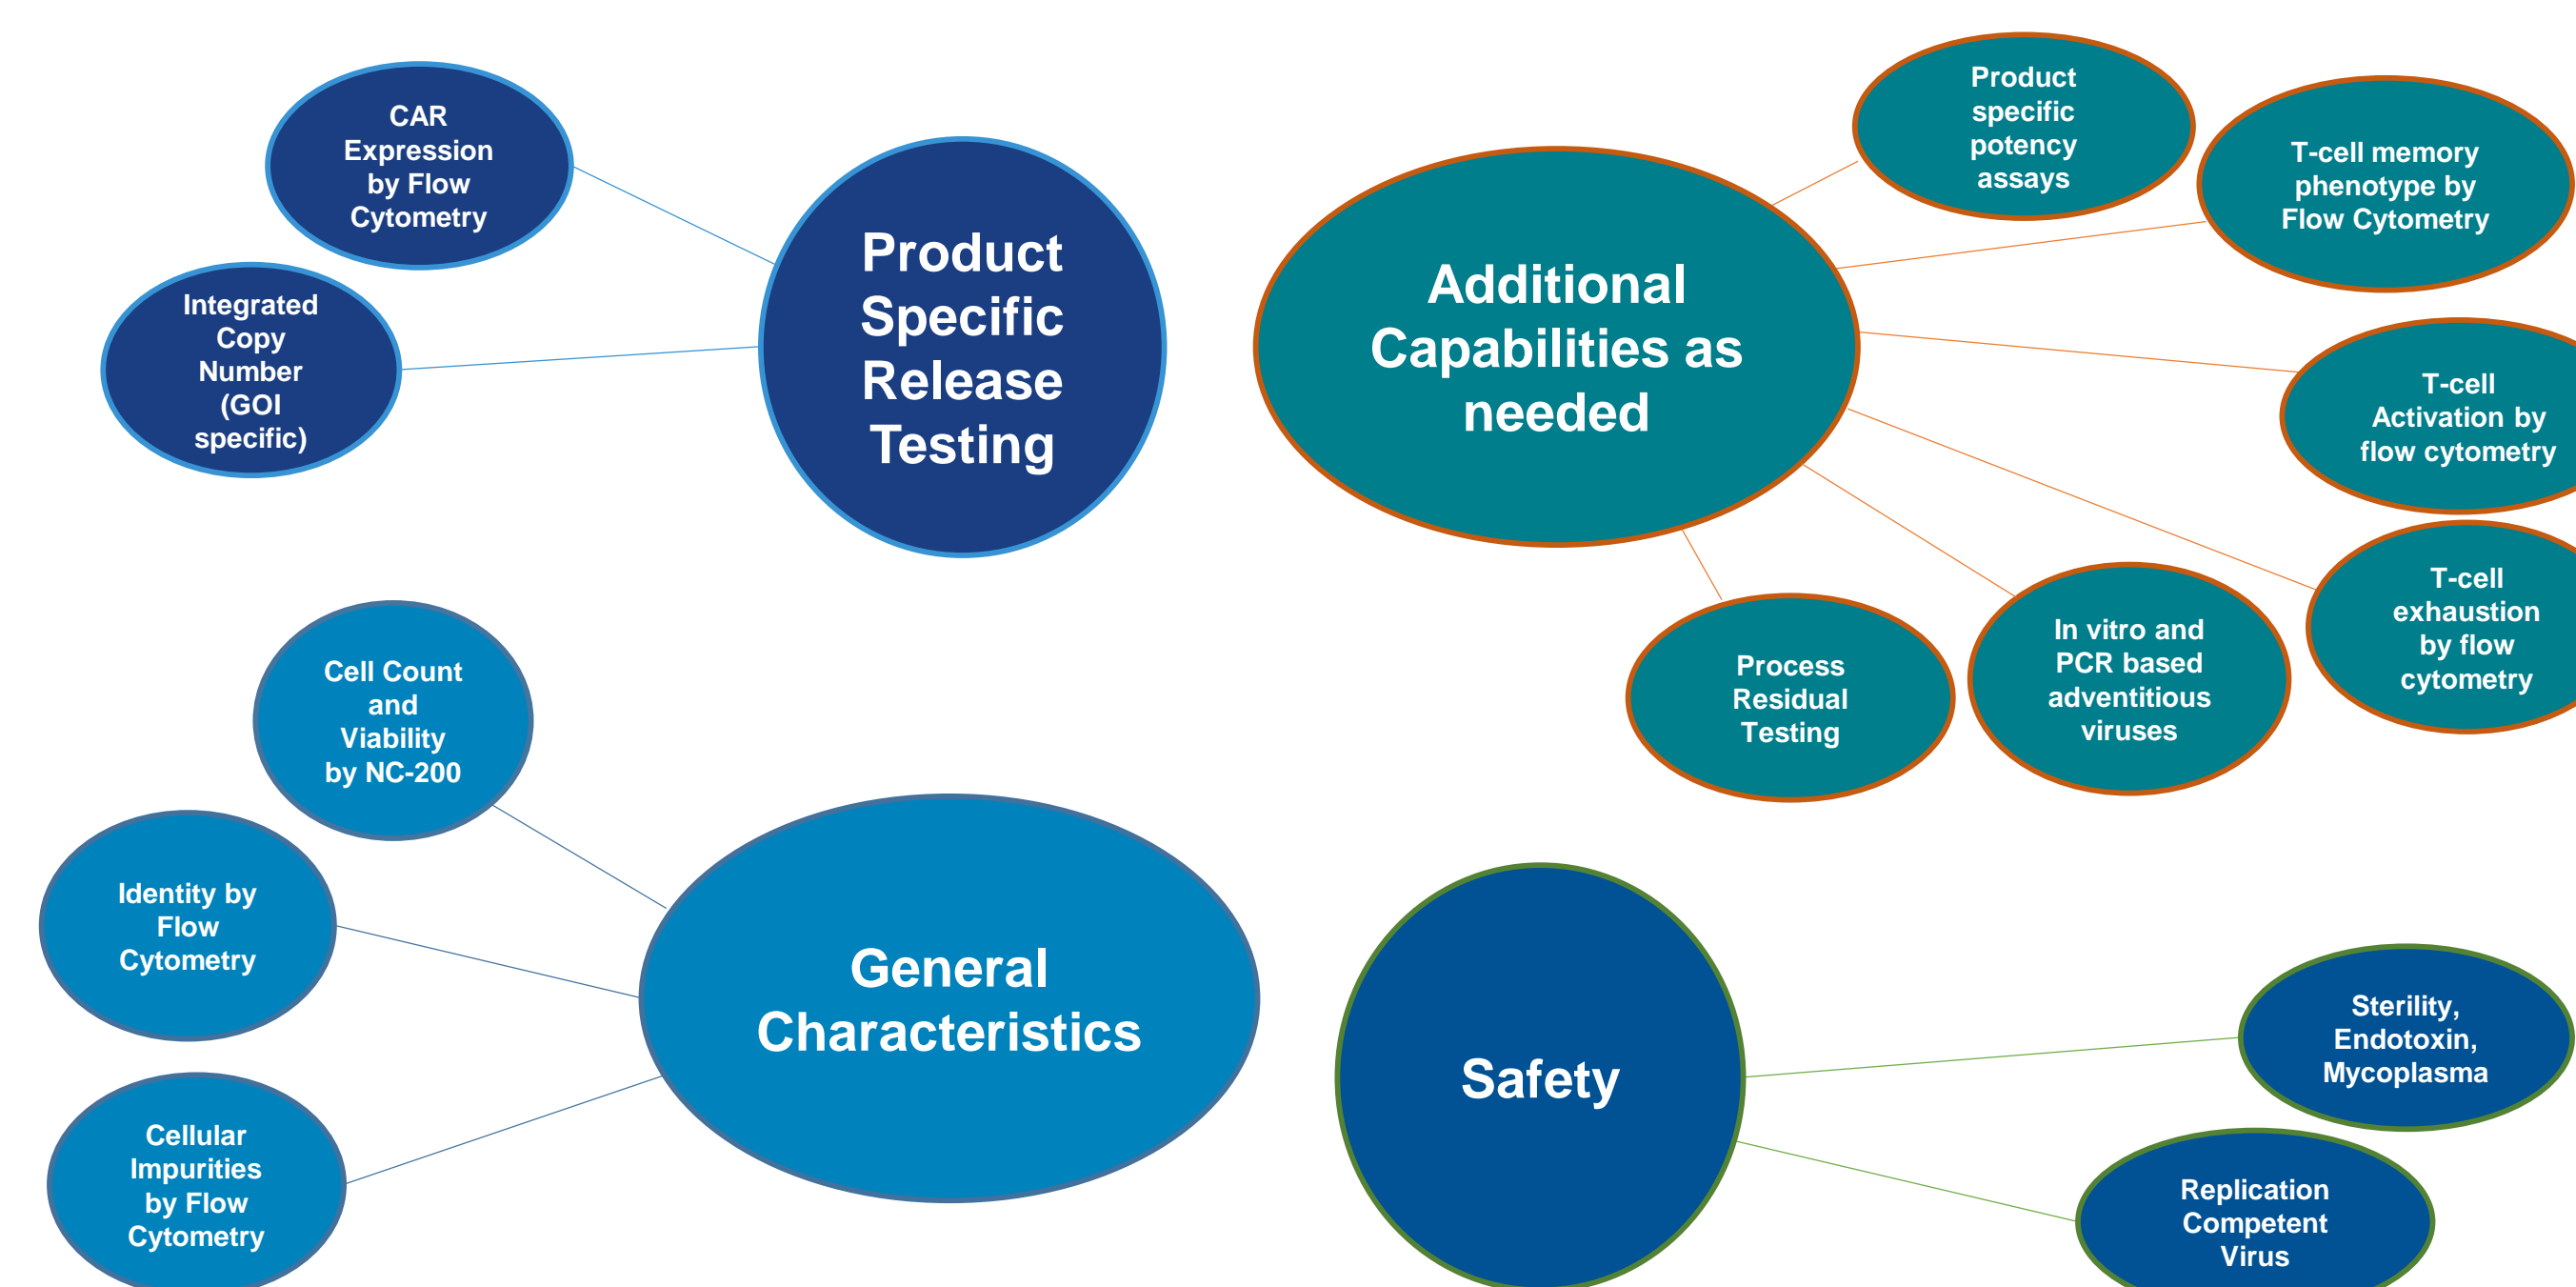 CAR
Expression
by Flow
Cytometry
Integrated
Copy
Number
(GOI
specific)
Product
Specific
Release
Testing
Additional
Capabilities as
needed
Product
specific
potency
assays
T-cell memory
phenotype by
Flow Cytometry
T-cell
Activation by
flow cytometry
T-cell
exhaustion
by flow
cytometry
In vitro and
PCR based
adventitious
viruses
Process
Residual
Testing
Cell Count
and
Viability
by NC-200
Identity by
Flow
Cytometry
Cellular
Impurities
by Flow
Cytometry
General
Characteristics
Safety
Sterility,
Endotoxin,
Mycoplasma
Replication
Competent
Virus